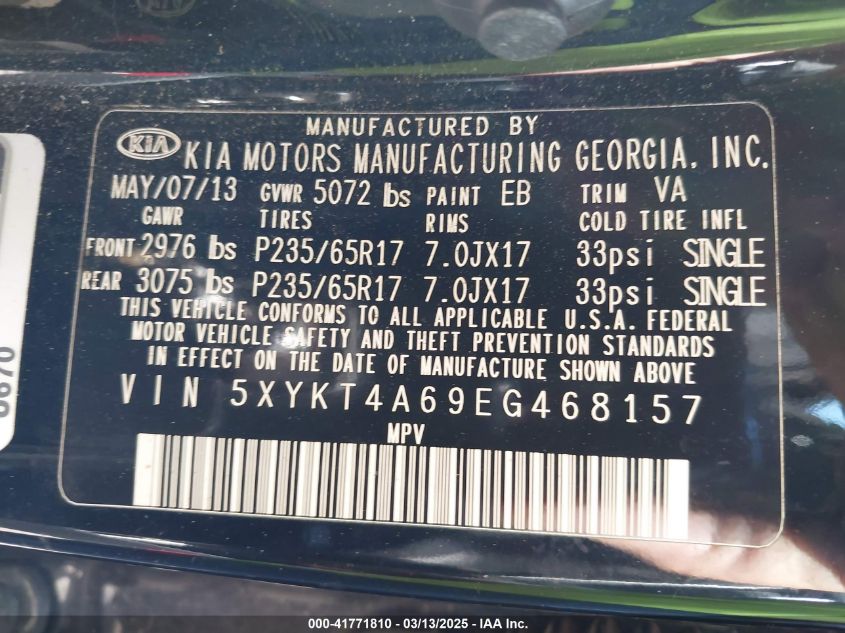 MANUFACTURED BY
KIA KIA MOTORS MANUFACTURING GEORGIA, INC.
MAY/07/13 GVWR 5072 lbs PAINT EB TRIM VA
GAWR TIRES RIMS COLD TIRE INFL
FRONT 2976 lbs P235/65R17 7.0JX17 33psi SINGLE
REAR 3075 lbs P235/65R17 7.0JX17 33psi SINGLE
THIS VEHICLE CONFORMS TO ALL APPLICABLE U.S.A. FEDERAL
MOTOR VEHICLE SAFETY AND THEFT PREVENTION STANDARDS
IN EFFECT ON THE DATE OF MANUFACTURE SHOWN ABOVE
VIN 5XYKT4A69EG468157
MPV
000-41771810 / 03/13/2025 - IAA Inc.